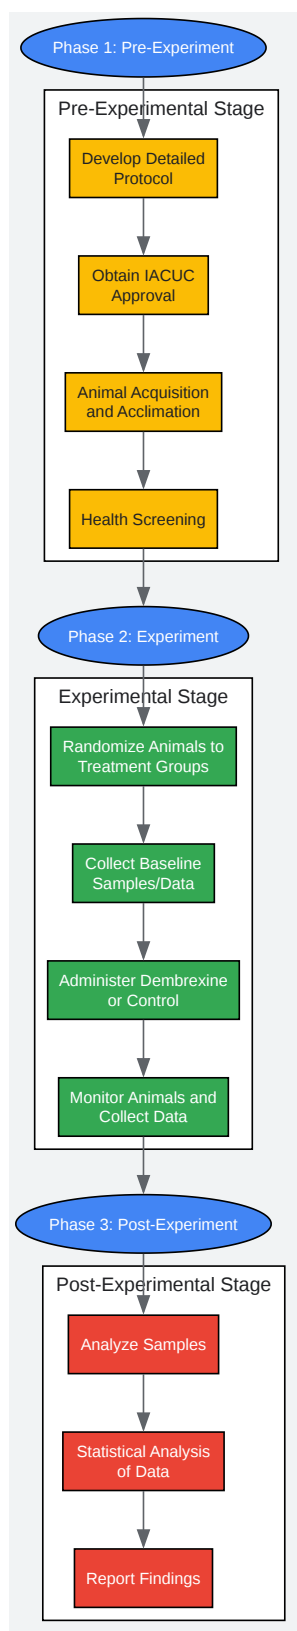 Phase 1: Pre-Experiment
Pre-Experimental Stage
Develop Detailed
Protocol
Obtain IACUC
Approval
Animal Acquisition
and Acclimation
Health Screening
Phase 2: Experiment
Experimental Stage
Randomize Animals to
Treatment Groups
Collect Baseline
Samples/Data
Administer Dembrexine
or Control
Monitor Animals and
Collect Data
Phase 3: Post-Experiment
Post-Experimental Stage
Analyze Samples
Statistical Analysis
of Data
Report Findings